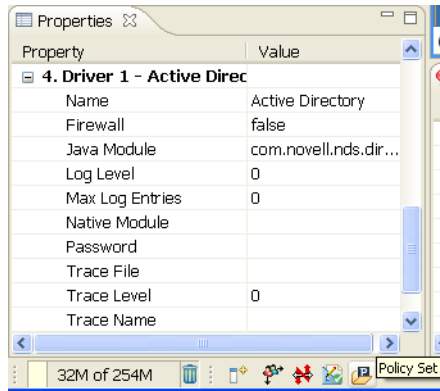 Properties
Property Value
4. Driver 1 - Active Direc
Name Active Directory
Firewall false
Java Module com.novell.nds.dir...
Log Level 0
Max Log Entries 0
Native Module
Password
Trace File
Trace Level 0
Trace Name
32M of 254M
Policy Set